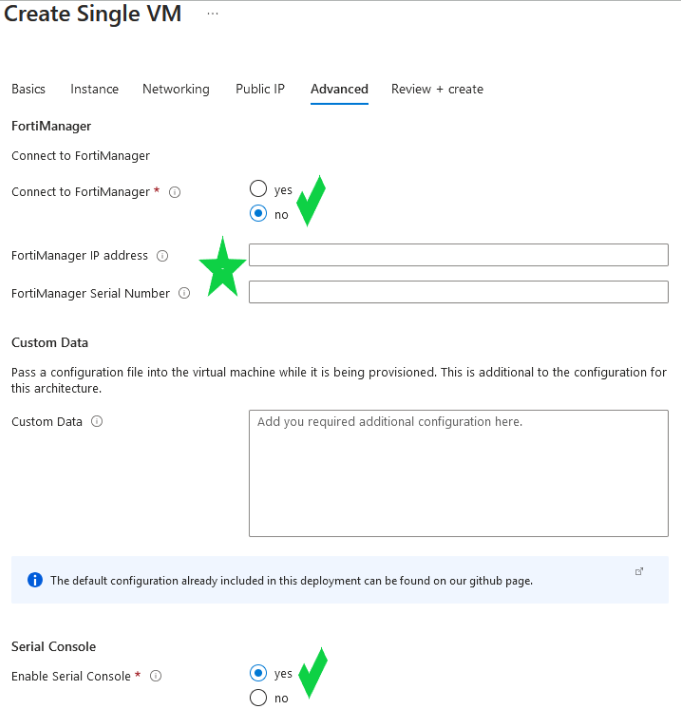 Create Single VM ...
Basics Instance Networking Public IP Advanced Review + create
FortiManager
Connect to FortiManager
Connect to FortiManager *
yes
no
FortiManager IP address
FortiManager Serial Number
Custom Data
Pass a configuration file into the virtual machine while it is being provisioned. This is additional to the configuration for
this architecture.
Custom Data
Add you required additional configuration here.
The default configuration already included in this deployment can be found on our github page.
Serial Console
Enable Serial Console *
yes
no